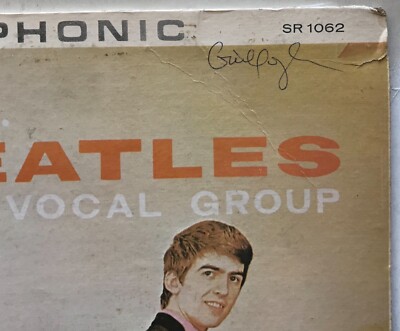 PHONIC SR 1062
EATLES
VOCAL GROUP